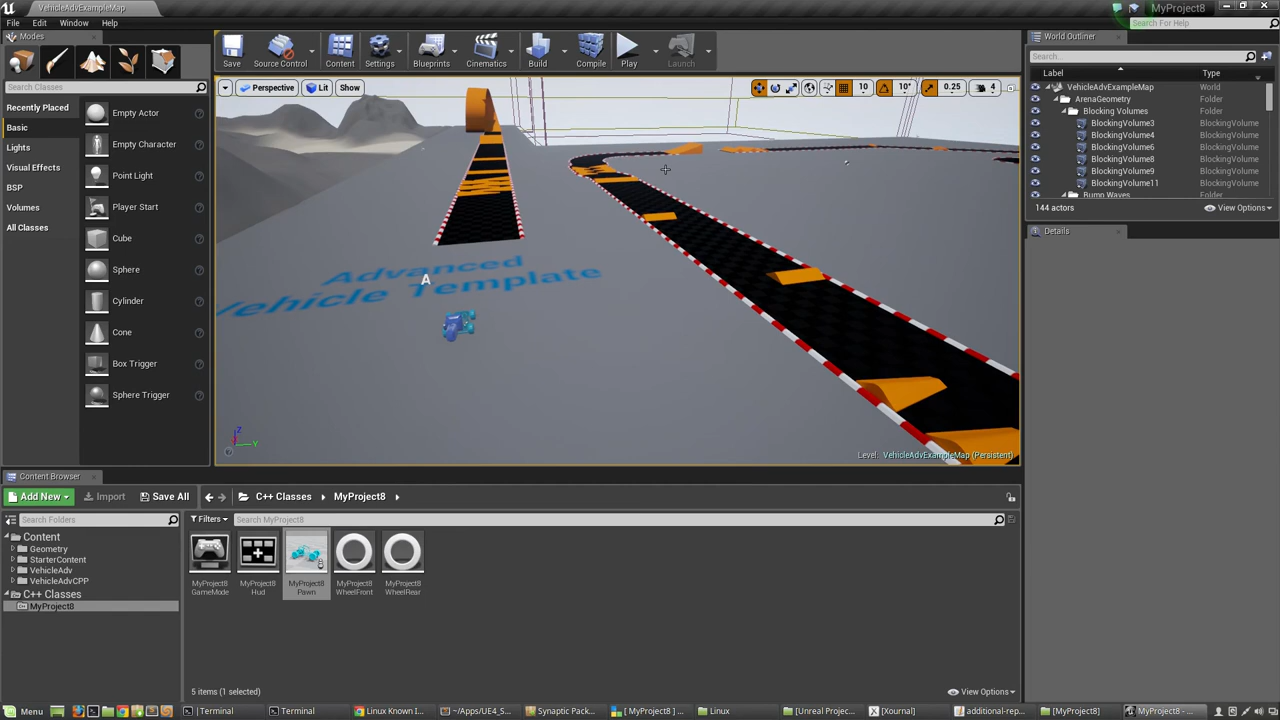 VehicleAdvExampleMap
MyProject8
File Edit Window Help
Search For Help
Modes
Search Classes
Recently Placed
Basic
Lights
Visual Effects
BSP
Volumes
All Classes
Empty Actor
Empty Character
Point Light
Player Start
Cube
Sphere
Cylinder
Cone
Box Trigger
Sphere Trigger
Save
Source Control
Content
Settings
Blueprints
Cinematics
Build
Compile
Play
Launch
Perspective Lit Show
10 10° 0.25 4
Advanced
Vehicle Template
A
Z
Y
Level: VehicleAdvExampleMap (Persistent)
World Outliner
Search...
Label Type
VehicleAdvExampleMap World
ArenaGeometry Folder
Blocking Volumes Folder
BlockingVolume3 BlockingVolume
BlockingVolume4 BlockingVolume
BlockingVolume6 BlockingVolume
BlockingVolume8 BlockingVolume
BlockingVolume9 BlockingVolume
BlockingVolume11 BlockingVolume
Bump Waves Folder
144 actors View Options
Details
Content Browser
Add New Import Save All C++ Classes MyProject8
Search Folders
Filters Search MyProject8
Content
Geometry
StarterContent
VehicleAdv
VehicleAdvCPP
C++ Classes
MyProject8
MyProject8 GameMode
MyProject8 Hud
MyProject8 Pawn
MyProject8 WheelFront
MyProject8 WheelRear
5 items (1 selected) View Options
Menu | Terminal Terminal Linux Known I... ~/Apps/UE4_S... Synaptic Pack... [ MyProject8 ] ... Linux [Unreal Projec... [Xournal] additional-rep... [MyProject8] MyProject8 - ...